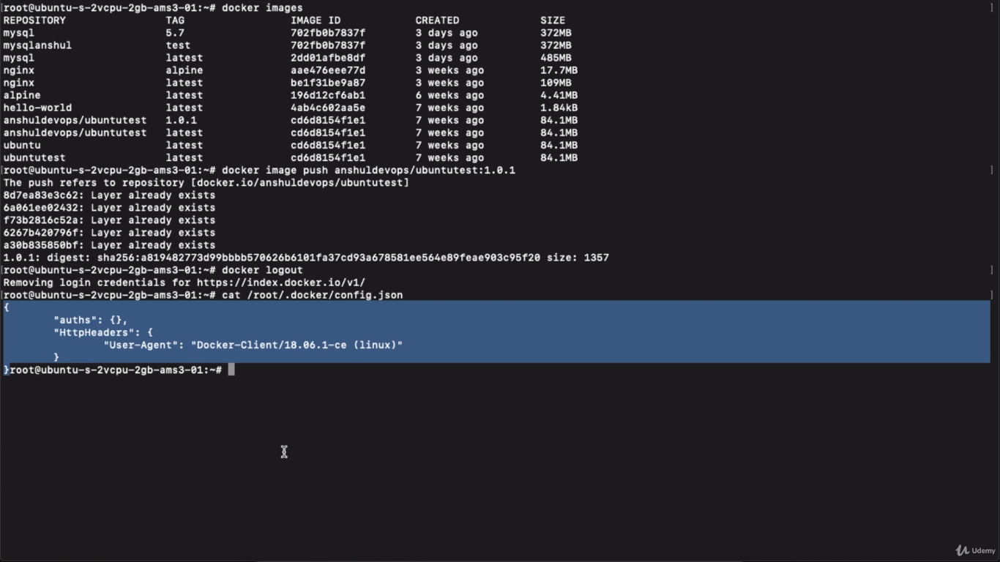 [root@ubuntu-s-2vcpu-2gb-ams3-01:~# docker images ]
REPOSITORY TAG IMAGE ID CREATED SIZE
mysql 5.7 702fb0b7837f 3 days ago 372MB
mysqlanshul test 702fb0b7837f 3 days ago 372MB
mysql latest 2dd01afbe8df 3 days ago 485MB
nginx alpine aae476eee77d 3 weeks ago 17.7MB
nginx latest be1f31be9a87 3 weeks ago 109MB
alpine latest 196d12cf6ab1 6 weeks ago 4.41MB
hello-world latest 4ab4c602aa5e 7 weeks ago 1.84kB
anshuldevops/ubuntutest 1.0.1 cd6d8154f1e1 7 weeks ago 84.1MB
anshuldevops/ubuntutest latest cd6d8154f1e1 7 weeks ago 84.1MB
ubuntu latest cd6d8154f1e1 7 weeks ago 84.1MB
ubuntutest latest cd6d8154f1e1 7 weeks ago 84.1MB
[root@ubuntu-s-2vcpu-2gb-ams3-01:~# docker image push anshuldevops/ubuntutest:1.0.1 ]
The push refers to repository [docker.io/anshuldevops/ubuntutest]
8d7ea83e3c62: Layer already exists
6a061ee02432: Layer already exists
f73b2816c52a: Layer already exists
6267b420796f: Layer already exists
a30b835850bf: Layer already exists
1.0.1: digest: sha256:a819482773d99bbbb570626b6101fa37cd93a678581ee564e89feae903c95f20 size: 1357
[root@ubuntu-s-2vcpu-2gb-ams3-01:~# docker logout ]
Removing login credentials for https://index.docker.io/v1/
[root@ubuntu-s-2vcpu-2gb-ams3-01:~# cat /root/.docker/config.json ]
{
"auths": {},
"HttpHeaders": {
"User-Agent": "Docker-Client/18.06.1-ce (linux)"
}
}root@ubuntu-s-2vcpu-2gb-ams3-01:~#
Udemy